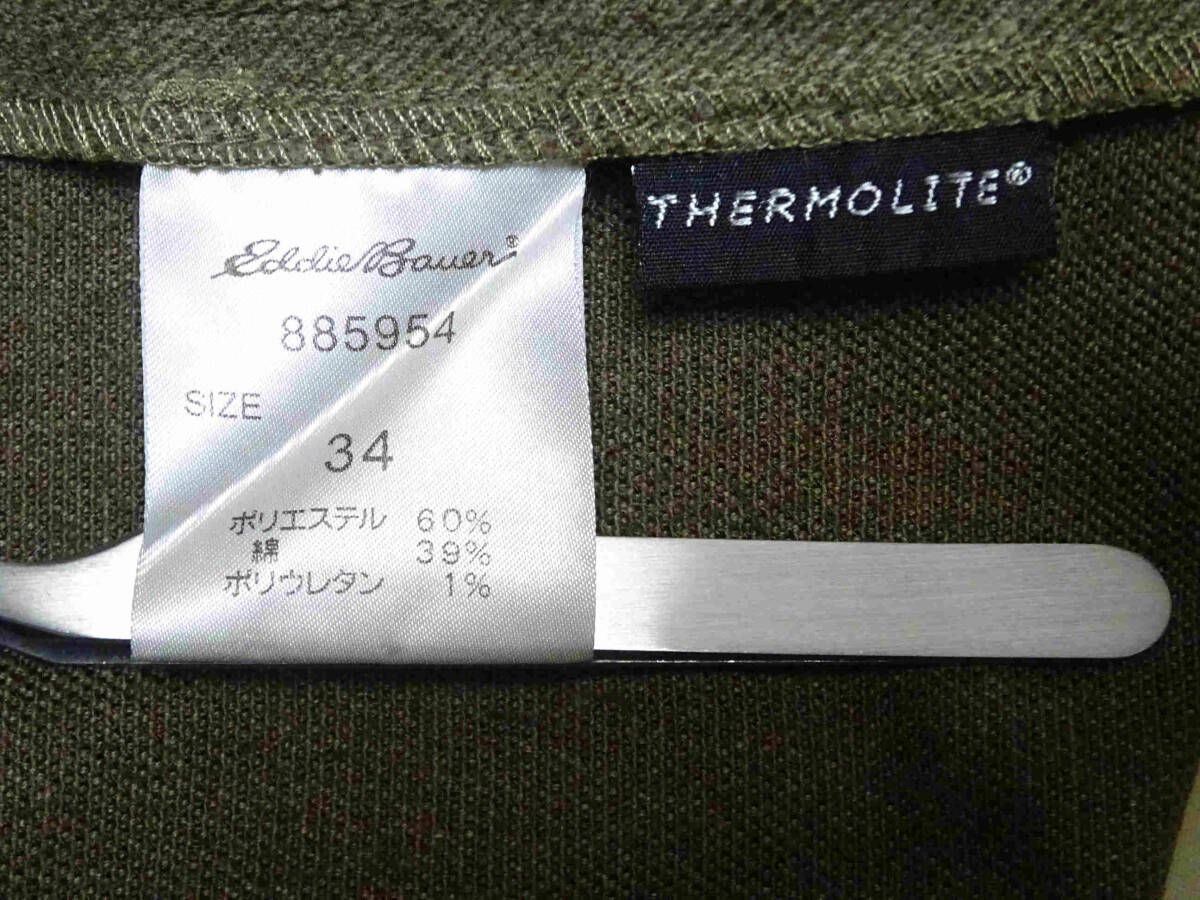 Eddie Bauer®
885954
SIZE
34
ポリエステル 60%
綿 39%
ポリウレタン 1%
THERMOLITE®